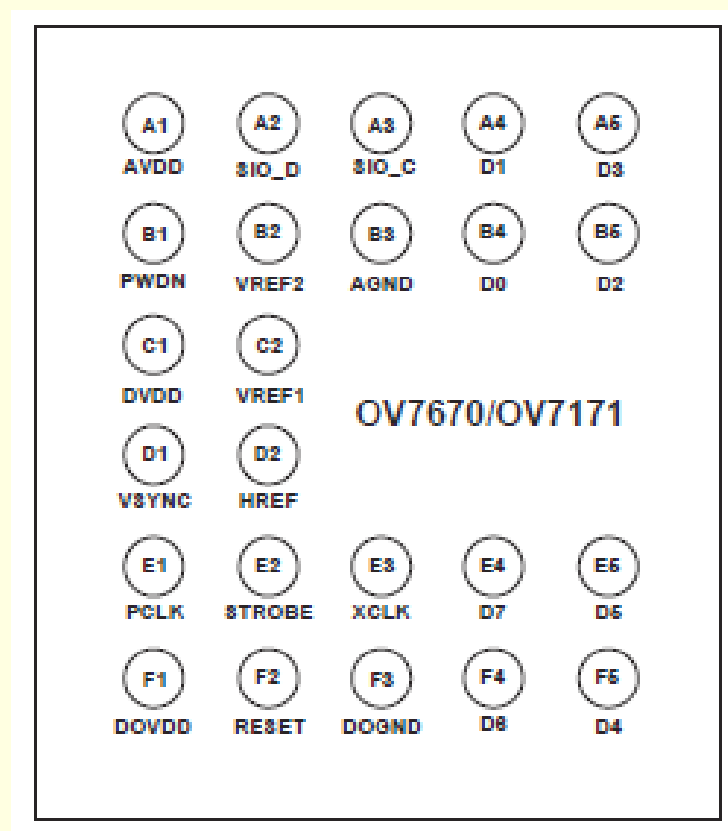 A1 A2 A3 A4 A5
AVDD SIO_D SIO_C D1 D3
B1 B2 B3 B4 B5
PWDN VREF2 AGND D0 D2
C1 C2
DVDD VREF1
OV7670/OV7171
D1 D2
VSYNC HREF
E1 E2 E3 E4 E5
PCLK STROBE XCLK D7 D5
F1 F2 F3 F4 F5
DOVDD RESET DOGND D6 D4